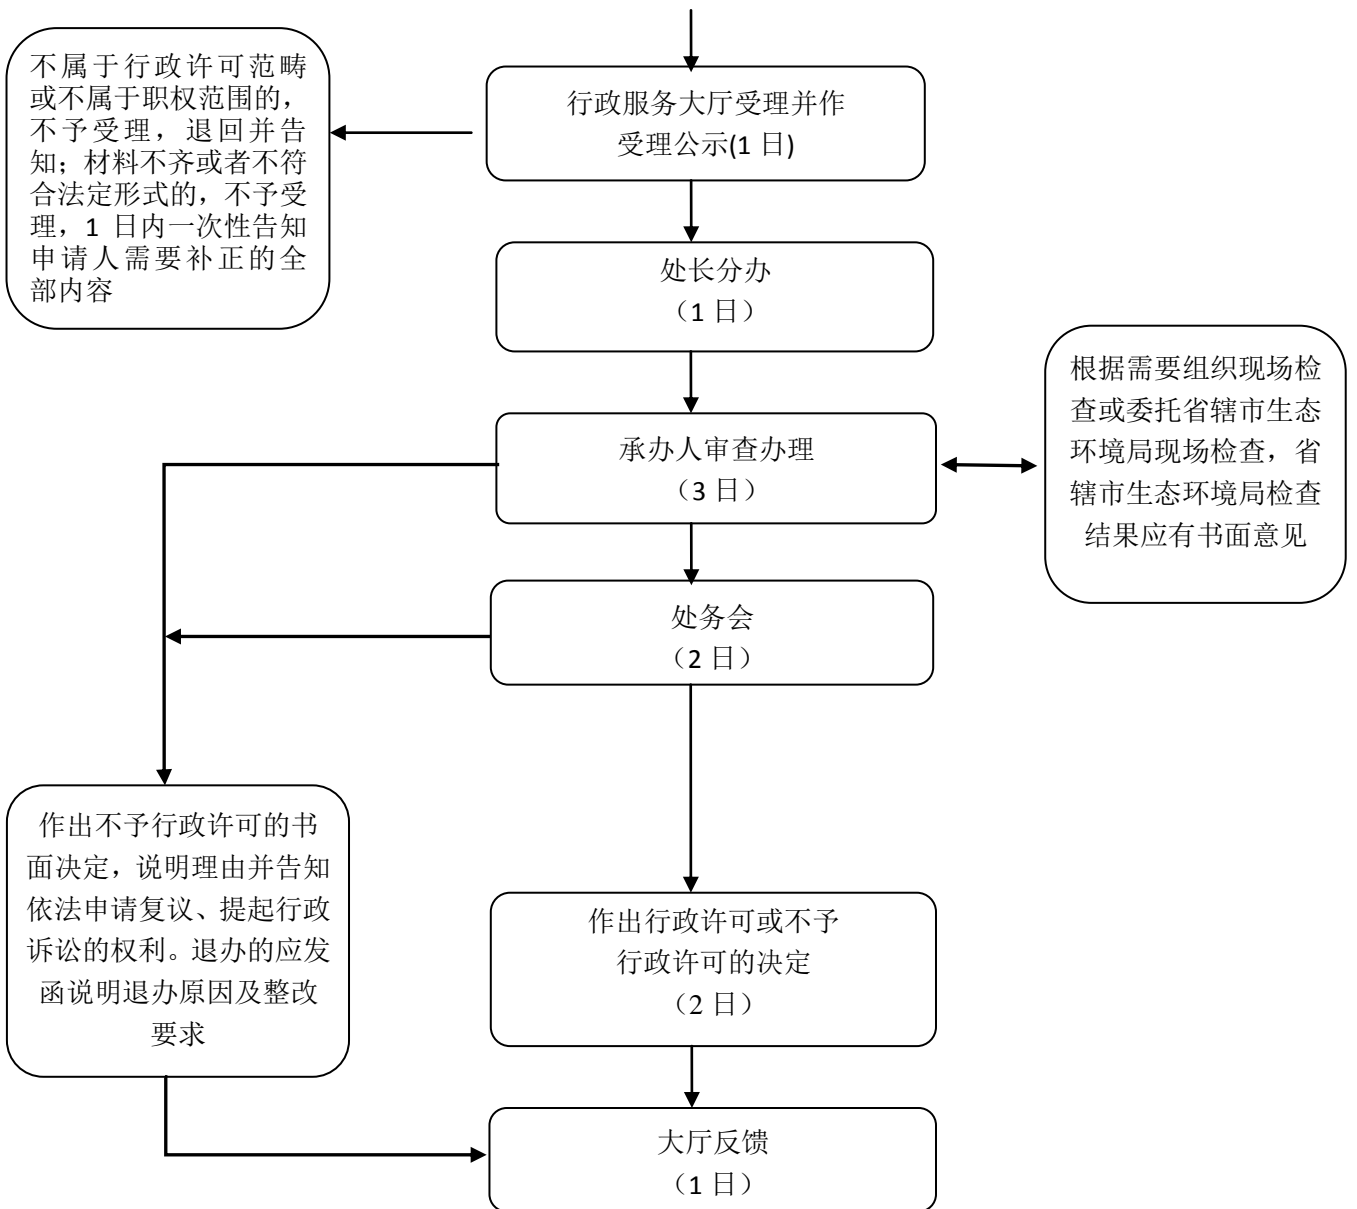 不属于行政许可范畴
或不属于职权范围的，
不予受理，退回并告
知；材料不齐或者不符
合法定形式的，不予受
理，1 日内一次性告知
申请人需要补正的全
部内容
行政服务大厅受理并作
受理公示(1 日)
处长分办
（1 日）
承办人审查办理
（3 日）
根据需要组织现场检
查或委托省辖市生态
环境局现场检查，省
辖市生态环境局检查
结果应有书面意见
处务会
（2 日）
作出不予行政许可的书
面决定，说明理由并告知
依法申请复议、提起行政
诉讼的权利。退办的应发
函说明退办原因及整改
要求
作出行政许可或不予
行政许可的决定
（2 日）
大厅反馈
（1 日）